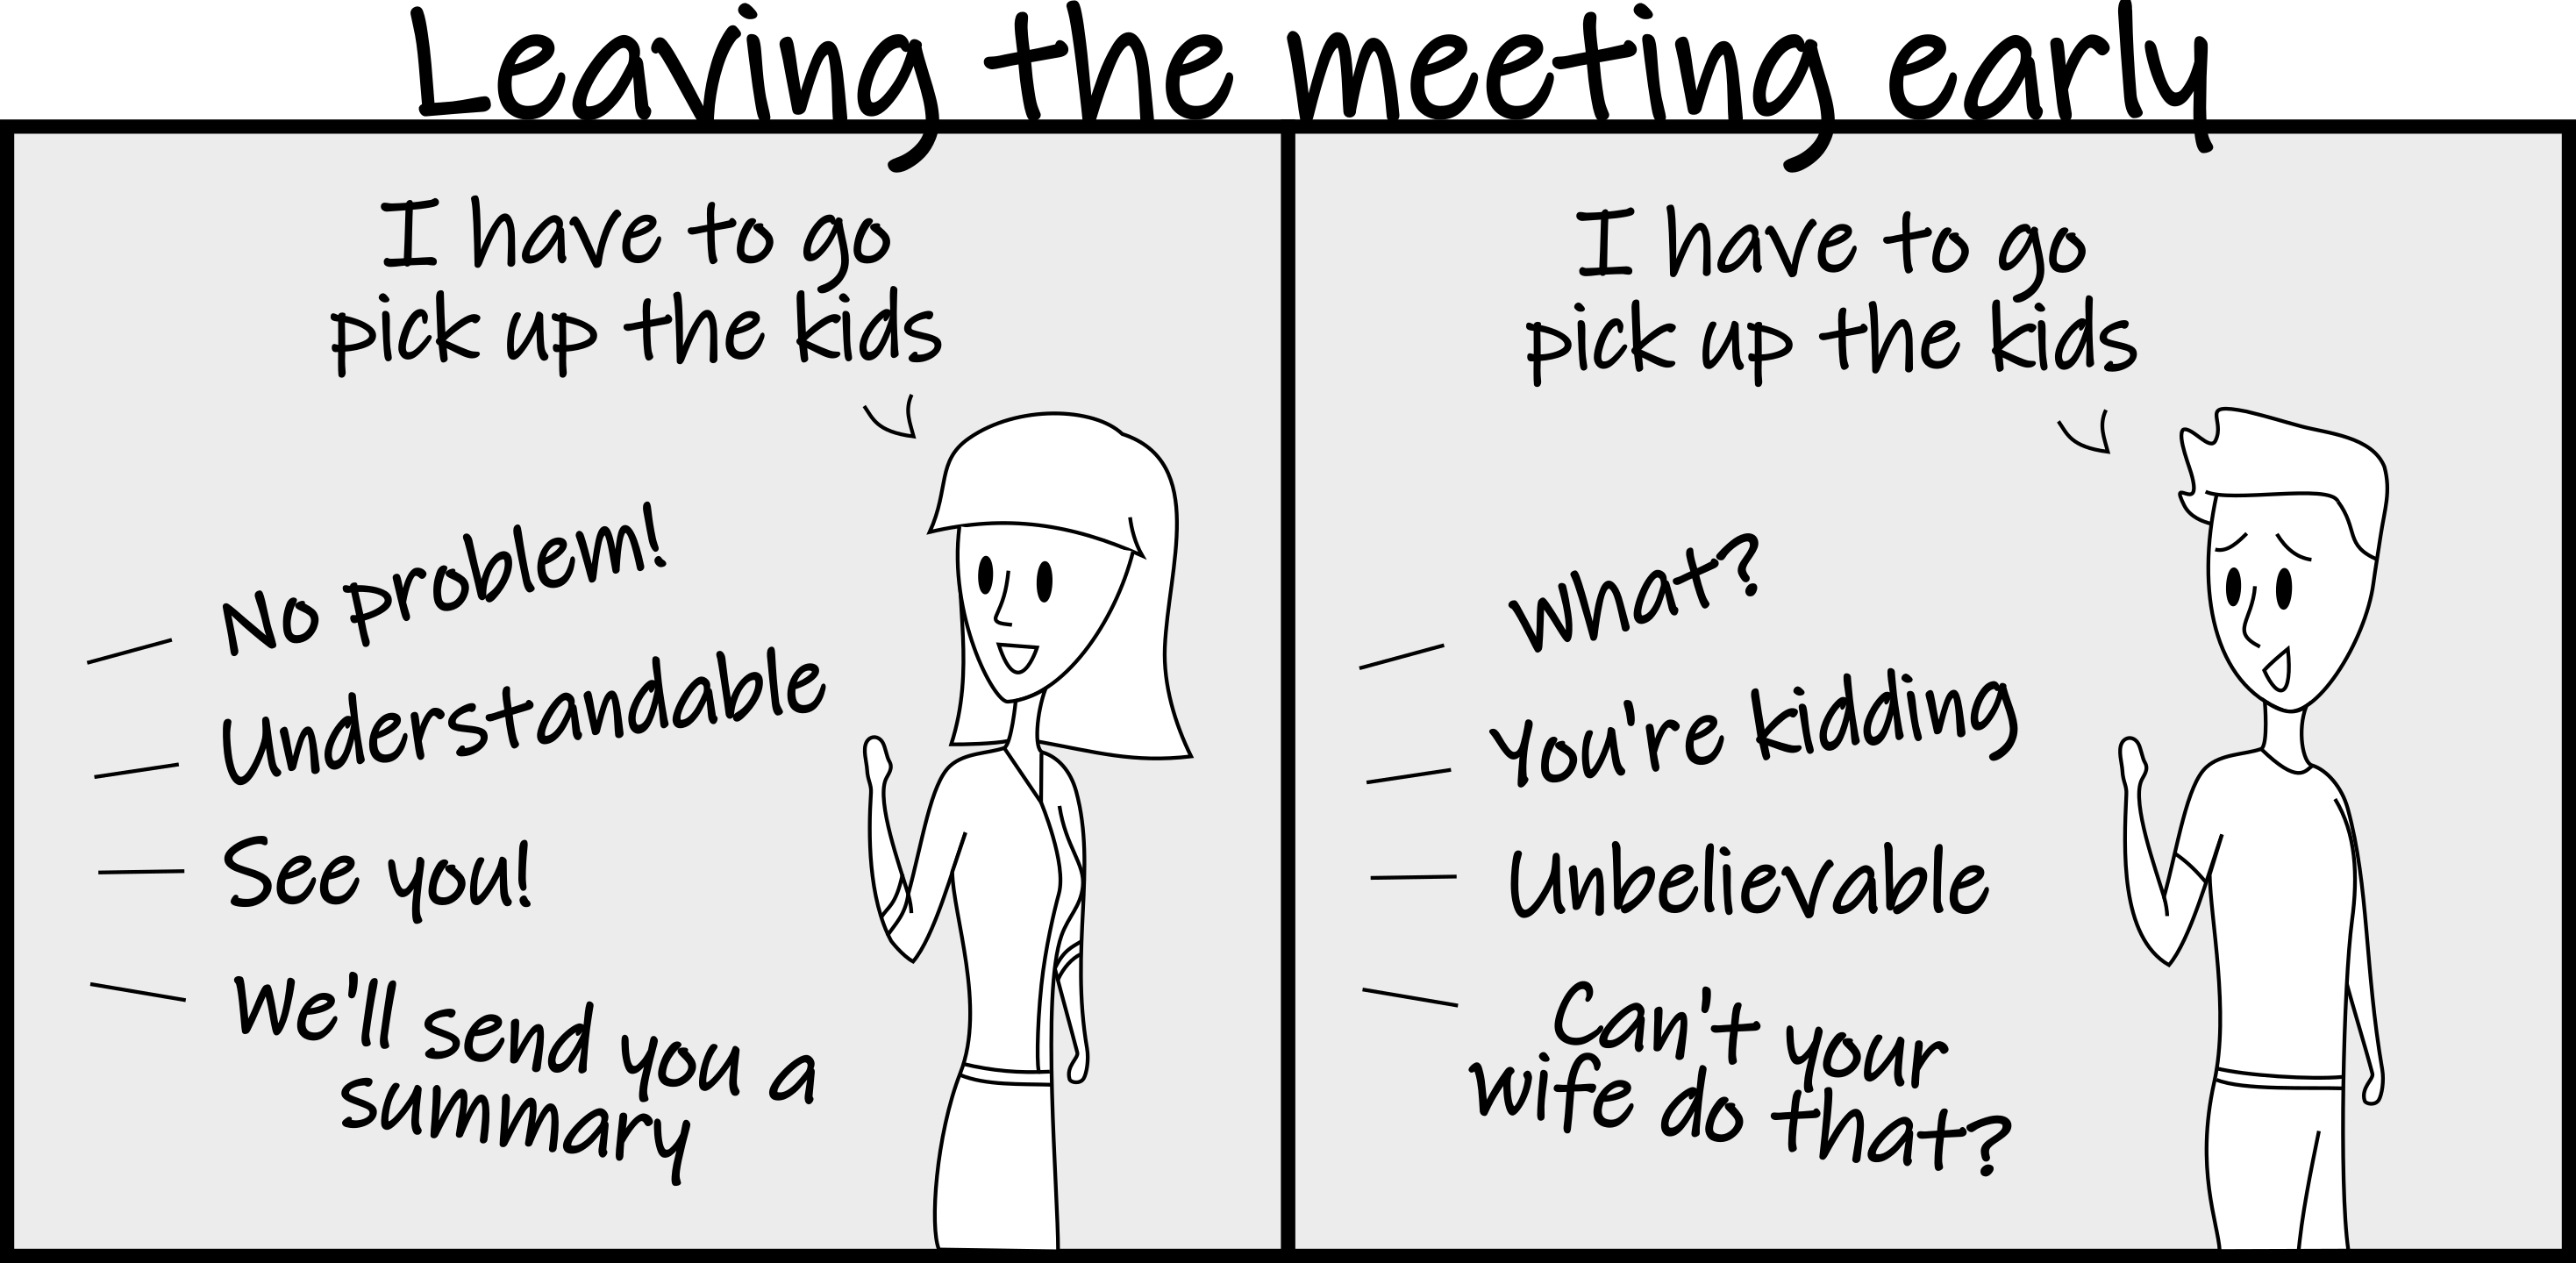 Leaving the meeting early
I have to go
pick up the kids
No problem!
Understandable
See you!
We'll send you a
summary
I have to go
pick up the kids
What?
You're kidding
Unbelievable
Can't your
wife do that?